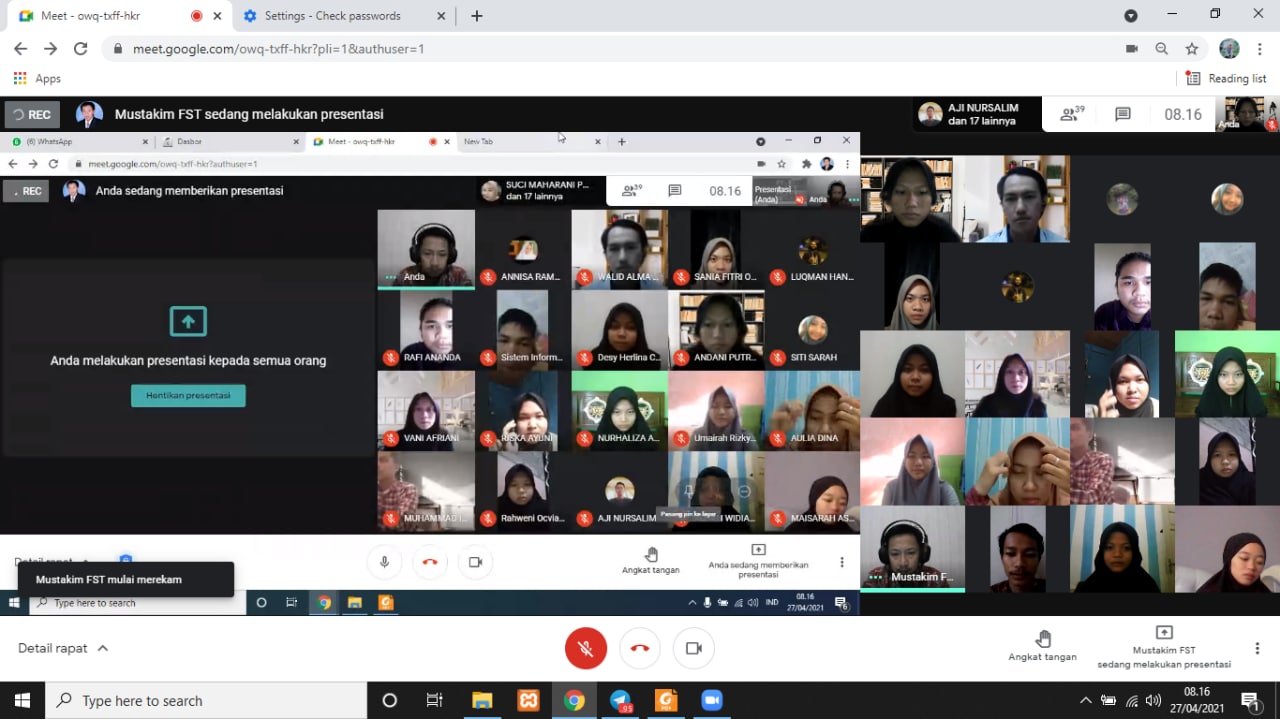 Meet - owq-txff-hkr
Settings - Check passwords
meet.google.com/owq-txff-hkr?pli=1&authuser=1
Apps
Reading list
REC
Mustakim FST sedang melakukan presentasi
AJI NURSALIM
dan 17 lainnya
39
08.16
Anda
(6) WhatsApp
Dasbor
Meet - owq-txff-hkr
New Tab
meet.google.com/owq-txff-hkr?authuser=1
REC
Anda sedang memberikan presentasi
SUCI MAHARANI P...
dan 17 lainnya
39
08.16
Presentasi
(Anda)
Anda
Anda
ANNISA RAM...
WALID ALMA...
SANIA FITRI O...
LUQMAN HAN...
Anda melakukan presentasi kepada semua orang
Hentikan presentasi
RAFI ANANDA
Sistem Inform...
Desy Herlina C...
ANDANI PUTR...
SITI SARAH
VANI AFRIANI
RISKA AYUNI
NURHALIZA A...
Umairah Rizky...
AULIA DINA
MUHAMMAD I...
Rahweni Ocvia...
AJI NURSALIM
WIDIA...
MAISARAH AS...
Pasang pin ke layar
Detail rapat
Angkat tangan
Anda sedang memberikan
presentasi
Mustakim FST mulai merekam
Mustakim F...
Type here to search
IND
08.16
27/04/2021
6
Detail rapat
Angkat tangan
Mustakim FST
sedang melakukan presentasi
Type here to search
95
PDF
08.16
27/04/2021
1